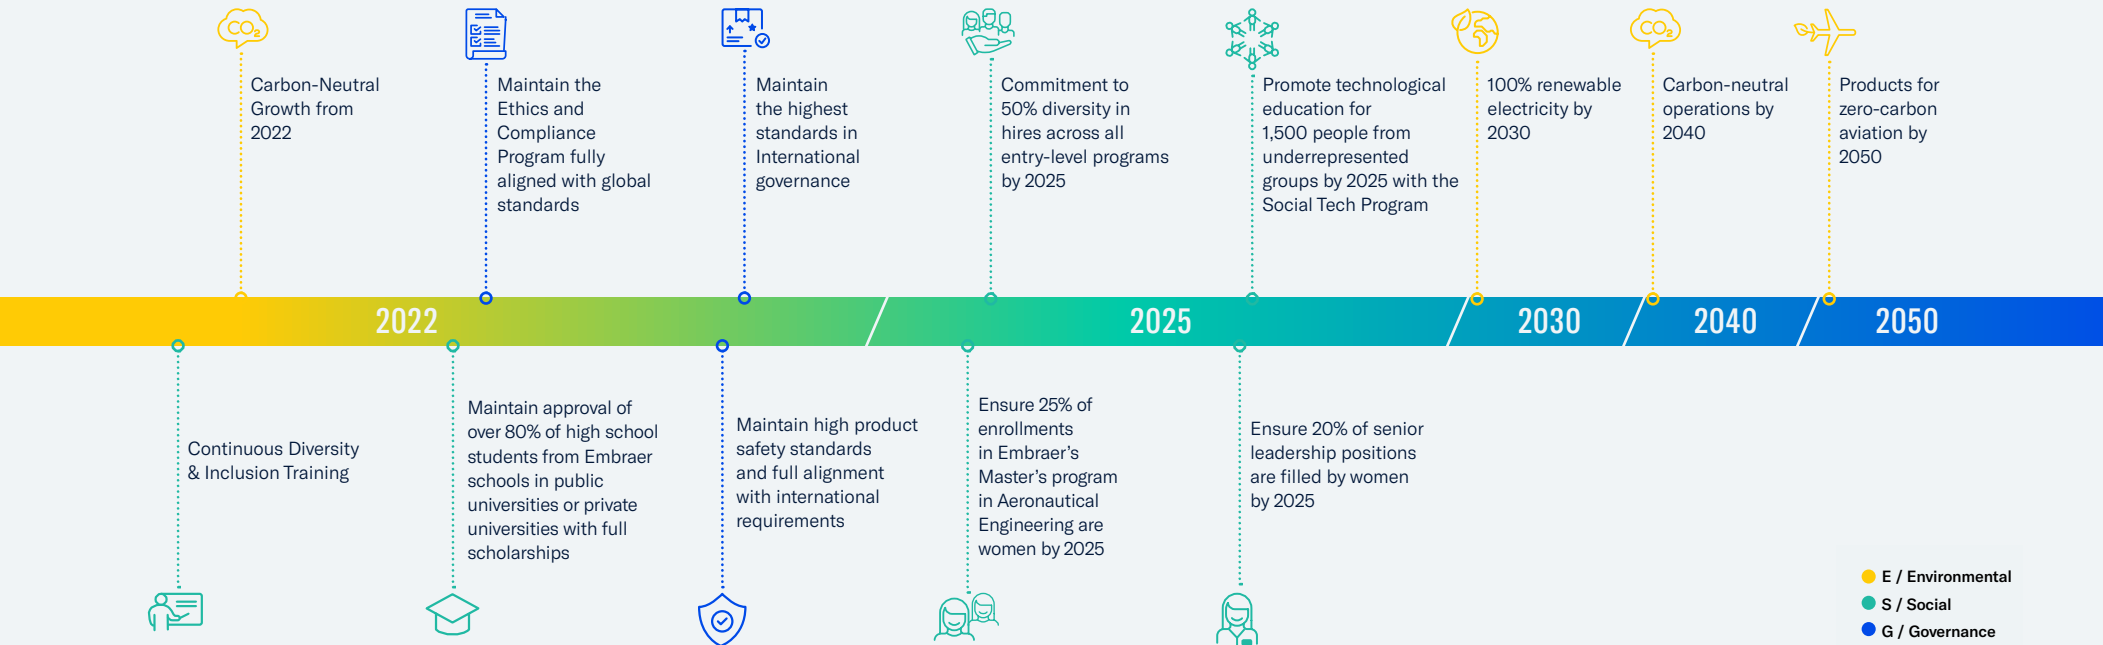 CO2
CO2
Carbon-Neutral
Growth from
2022
Maintain the
Ethics and
Compliance
Program fully
aligned with global
standards
Maintain
the highest
standards in
International
governance
Commitment to
50% diversity in
hires across all
entry-level programs
by 2025
Promote technological
education for
1,500 people from
underrepresented
groups by 2025 with the
Social Tech Program
100% renewable
electricity by
2030
Carbon-neutral
operations by
2040
Products for
zero-carbon
aviation by
2050
2022
2025
2030
2040
2050
Continuous Diversity
& Inclusion Training
Maintain approval of
over 80% of high school
students from Embraer
schools in public
universities or private
universities with full
scholarships
Maintain high product
safety standards
and full alignment
with international
requirements
Ensure 25% of
enrollments
in Embraer's
Master's program
in Aeronautical
Engineering are
women by 2025
Ensure 20% of senior
leadership positions
are filled by women
by 2025
E / Environmental
S / Social
G / Governance